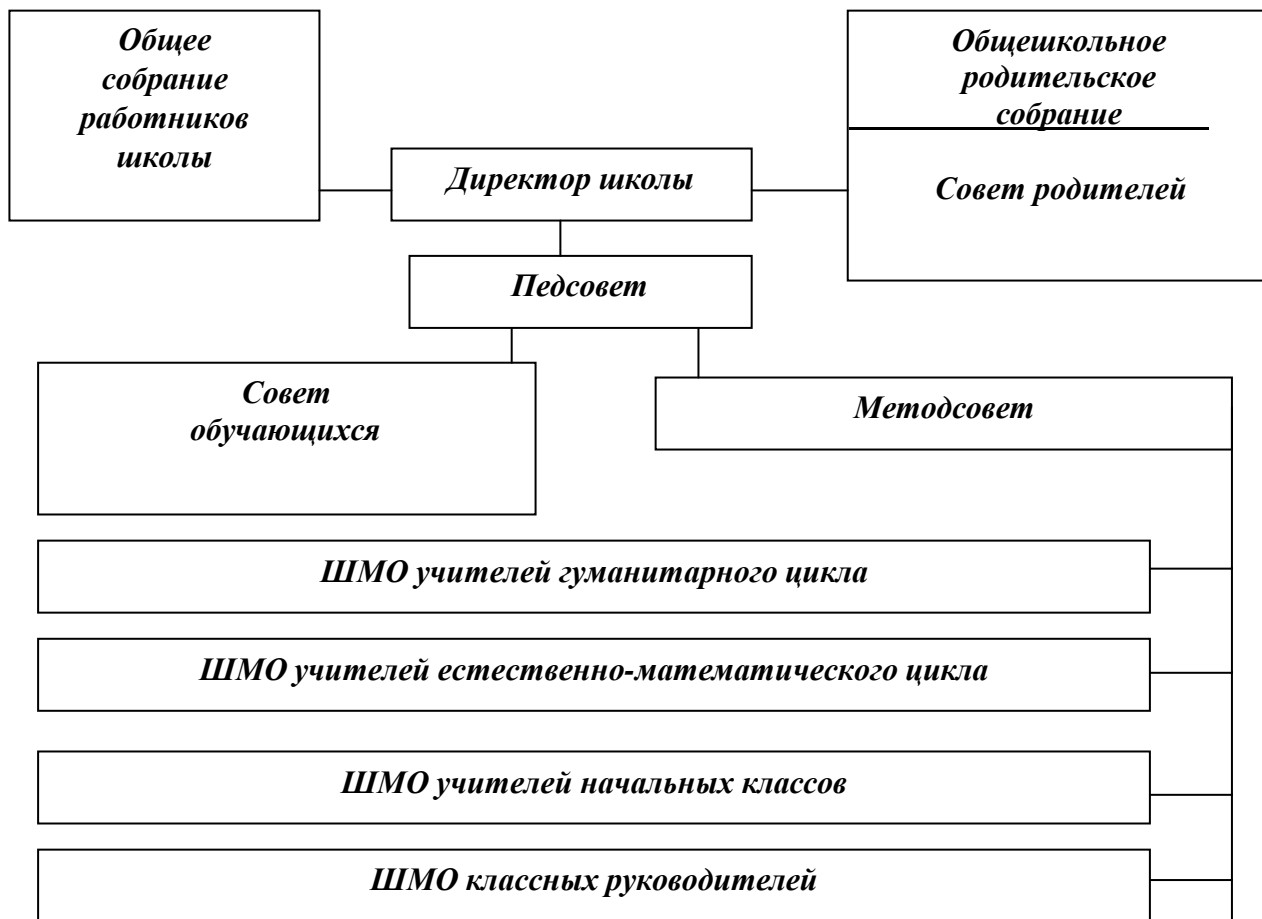 Общее
собрание
работников
школы
Общешкольное
родительское
собрание
Совет родителей
Директор школы
Педсовет
Совет
обучающихся
Методсовет
ШМО учителей гуманитарного цикла
ШМО учителей естественно-математического цикла
ШМО учителей начальных классов
ШМО классных руководителей